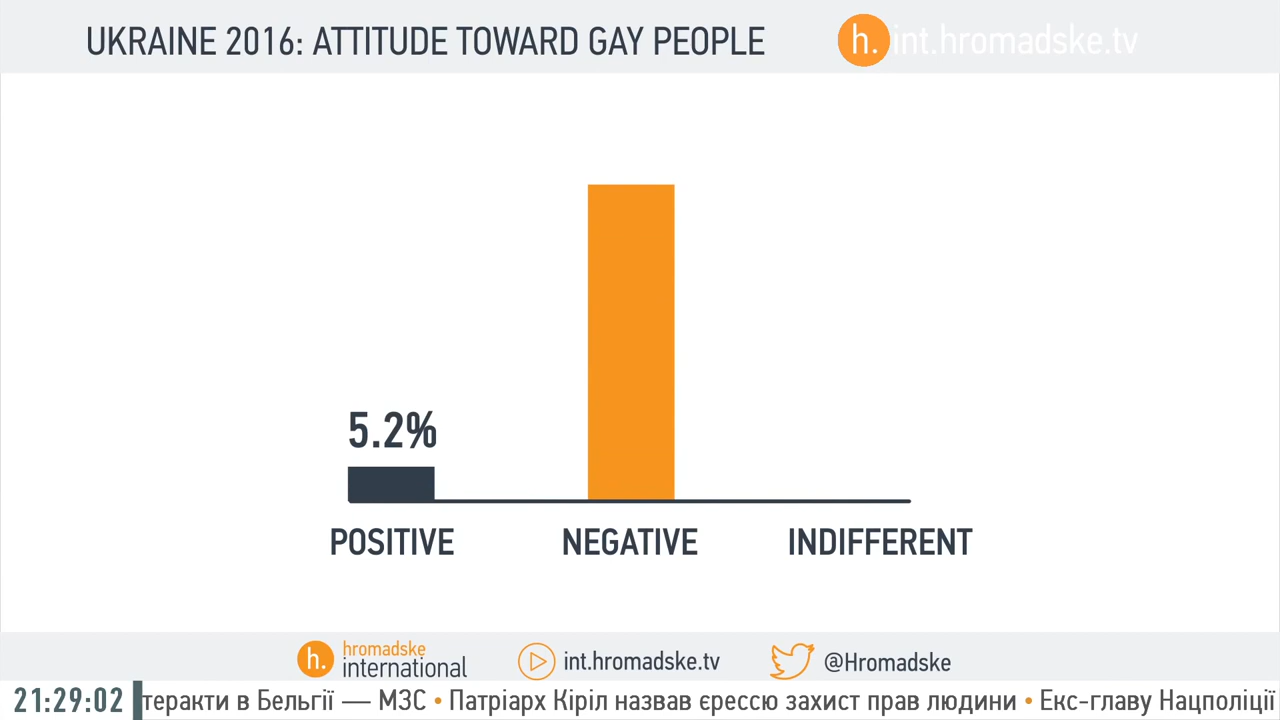 UKRAINE 2016: ATTITUDE TOWARD GAY PEOPLE
h. int.hromadske.tv
5.2%
POSITIVE NEGATIVE INDIFFERENT
h. hromadske
international
int.hromadske.tv
@Hromadske
21:29:02 теракти в Бельгії — МЗС • Патріарх Кіріл назвав єрессю захист прав людини • Екс-главу Нацполіції